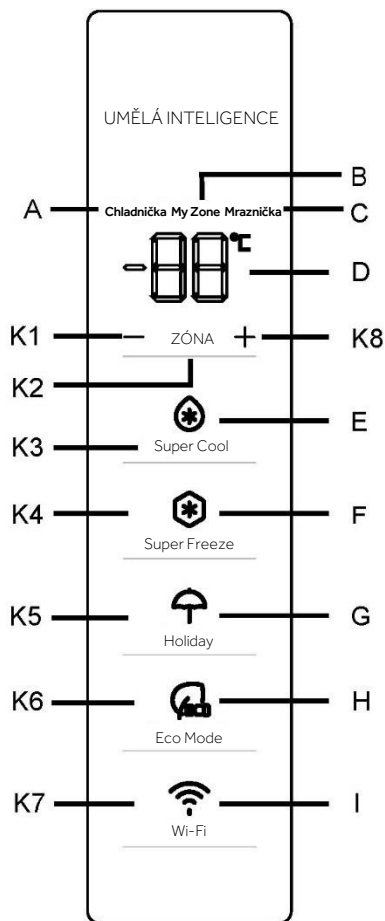 UMĚLÁ INTELIGENCE
B
A Chladnička My Zone Mraznička C
-88°C D
K1 − ZÓNA + K8
K2
E
K3 Super Cool
K4 F
Super Freeze
K5 G
Holiday
K6 eco H
Eco Mode
K7 I
Wi-Fi